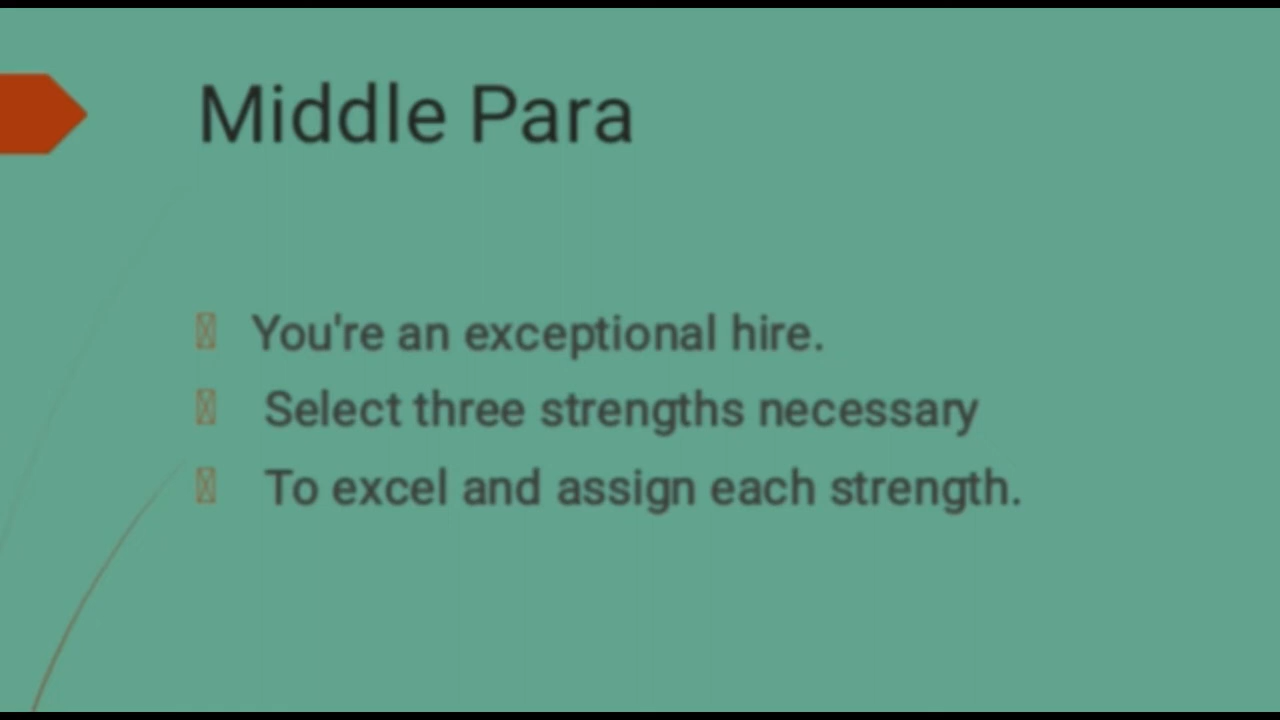 Middle Para
You're an exceptional hire.
Select three strengths necessary
To excel and assign each strength.